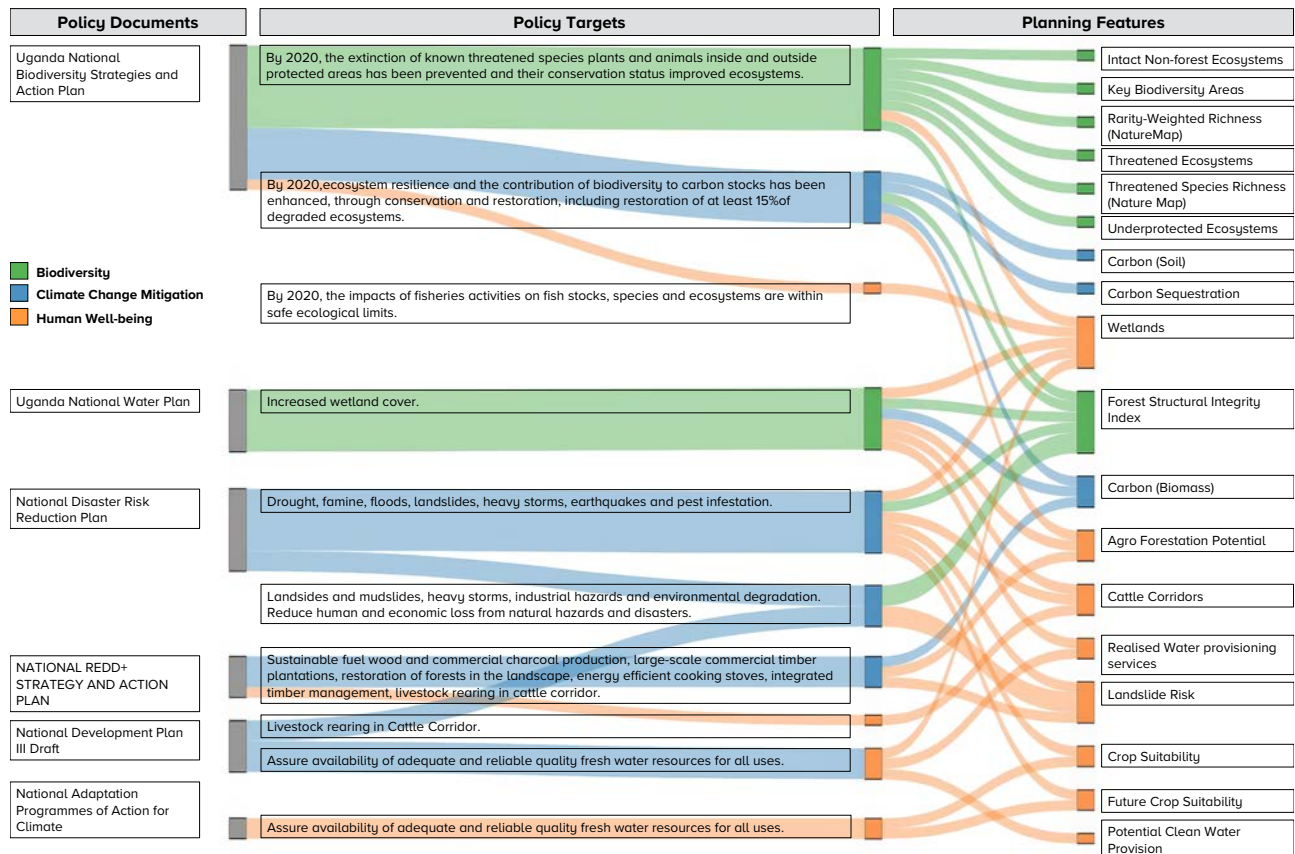 Policy Documents
Policy Targets
Planning Features
Uganda National
Biodiversity Strategies and
Action Plan
Biodiversity
Climate Change Mitigation
Human Well-being
Uganda National Water Plan
National Disaster Risk
Reduction Plan
NATIONAL REDD+
STRATEGY AND ACTION
PLAN
National Development Plan
III Draft
National Adaptation
Programmes of Action for
Climate
By 2020, the extinction of known threatened species plants and animals inside and outside
protected areas has been prevented and their conservation status improved ecosystems.
By 2020,ecosystem resilience and the contribution of biodiversity to carbon stocks has been
enhanced, through conservation and restoration, including restoration of at least 15%of
degraded ecosystems.
By 2020, the impacts of fisheries activities on fish stocks, species and ecosystems are within
safe ecological limits.
Increased wetland cover.
Drought, famine, floods, landslides, heavy storms, earthquakes and pest infestation.
Landsides and mudslides, heavy storms, industrial hazards and environmental degradation.
Reduce human and economic loss from natural hazards and disasters.
Sustainable fuel wood and commercial charcoal production, large-scale commercial timber
plantations, restoration of forests in the landscape, energy efficient cooking stoves, integrated
timber management, livestock rearing in cattle corridor.
Livestock rearing in Cattle Corridor.
Assure availability of adequate and reliable quality fresh water resources for all uses.
Assure availability of adequate and reliable quality fresh water resources for all uses.
Intact Non-forest Ecosystems
Key Biodiversity Areas
Rarity-Weighted Richness
(NatureMap)
Threatened Ecosystems
Threatened Species Richness
(Nature Map)
Underprotected Ecosystems
Carbon (Soil)
Carbon Sequestration
Wetlands
Forest Structural Integrity
Index
Carbon (Biomass)
Agro Forestation Potential
Cattle Corridors
Realised Water provisioning
services
Landslide Risk
Crop Suitability
Future Crop Suitability
Potential Clean Water
Provision